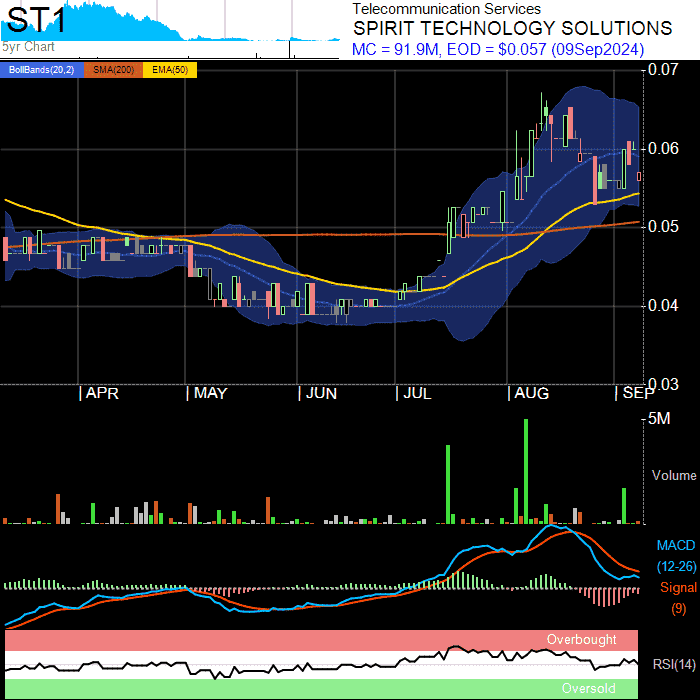 ST1
5yr Chart
Telecommunication Services
SPIRIT TECHNOLOGY SOLUTIONS
MC = 91.9M, EOD = $0.057 (09Sep2024)
BollBands(20,2) SMA(200) EMA(50)
0.07
0.06
0.05
0.04
0.03
APR MAY JUN JUL AUG SEP
5M
Volume
MACD
(12-26)
Signal
(9)
Overbought
RSI(14)
Oversold